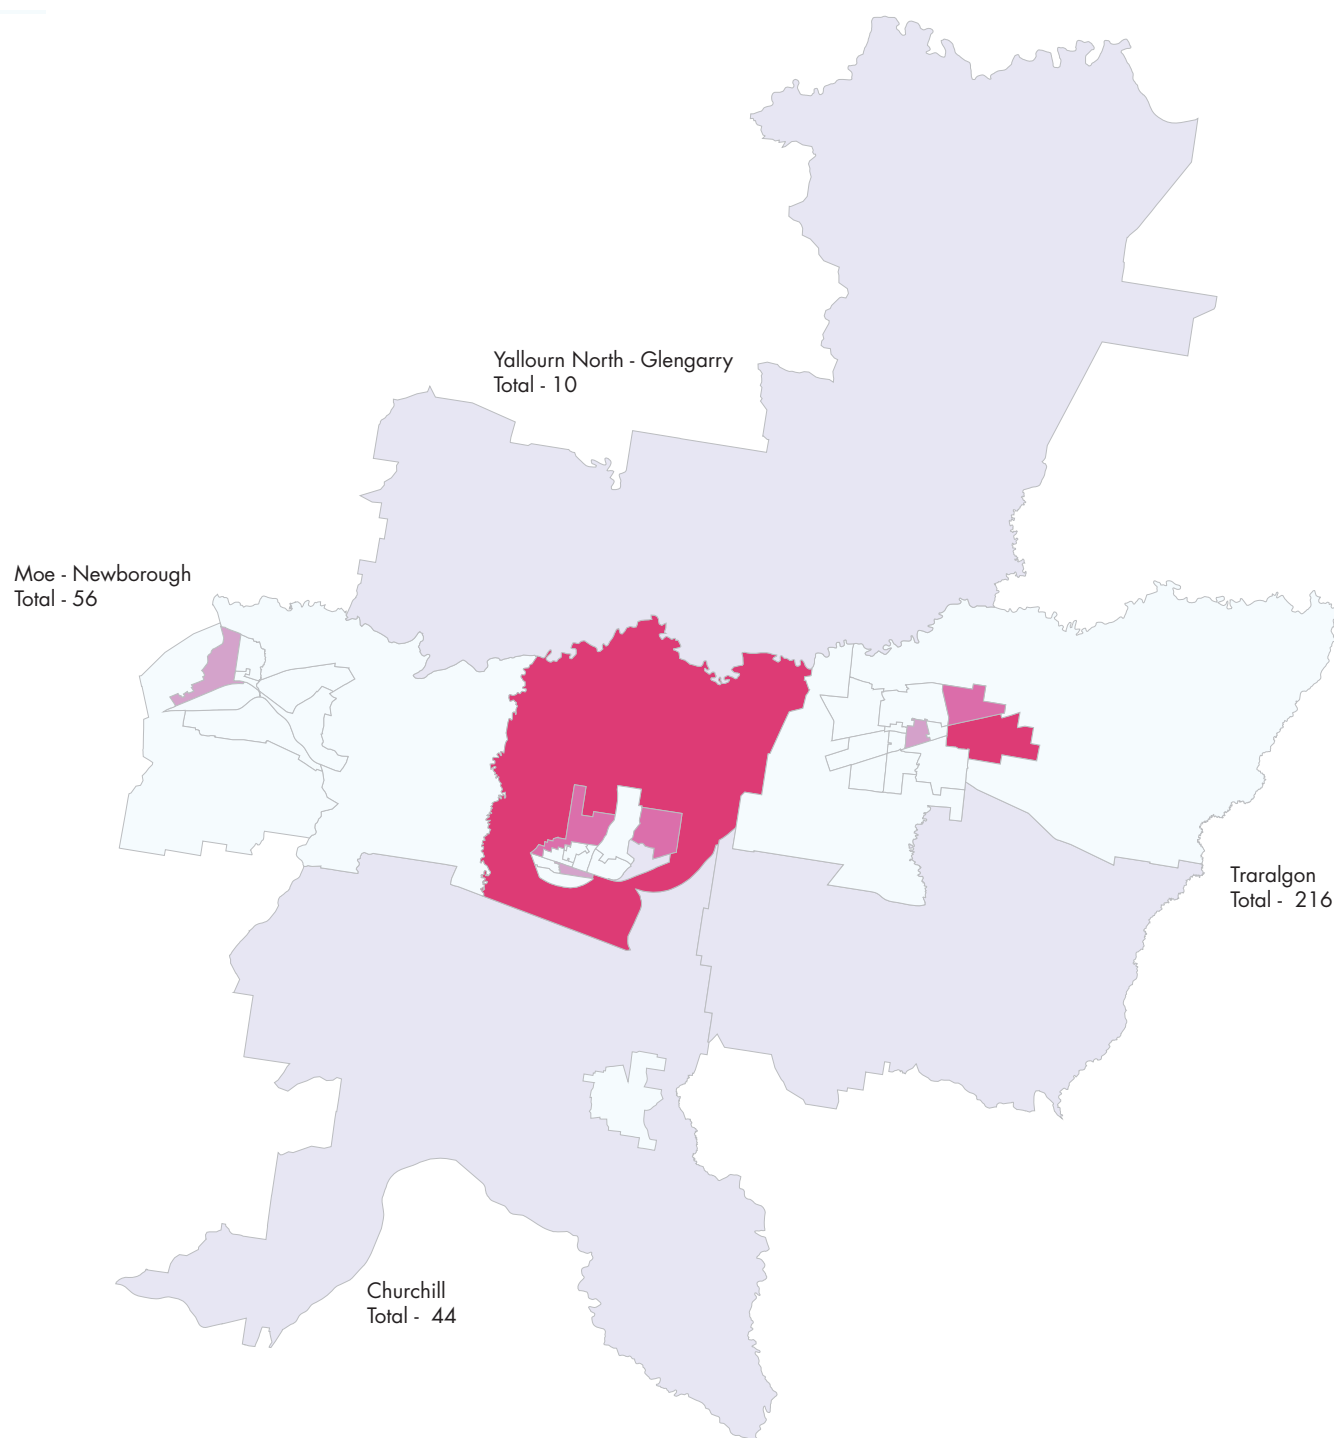 Yallourn North - Glengarry
Total - 10
Moe - Newborough
Total - 56
Traralgon
Total - 216
Churchill
Total - 44